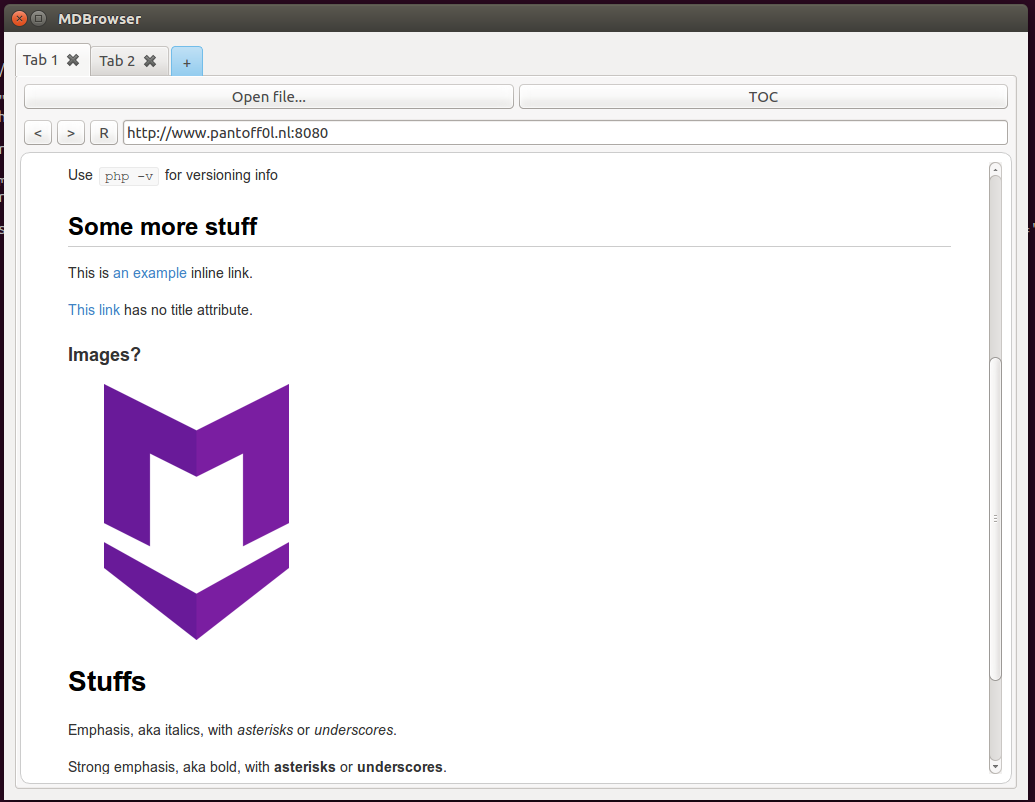 MDBrowser
Tab 1 Tab 2 +
Open file... TOC
< > R http://www.pantoff0l.nl:8080
Use php -v for versioning info
Some more stuff
This is an example inline link.
This link has no title attribute.
Images?
Stuffs
Emphasis, aka italics, with asterisks or underscores.
Strong emphasis, aka bold, with asterisks or underscores.